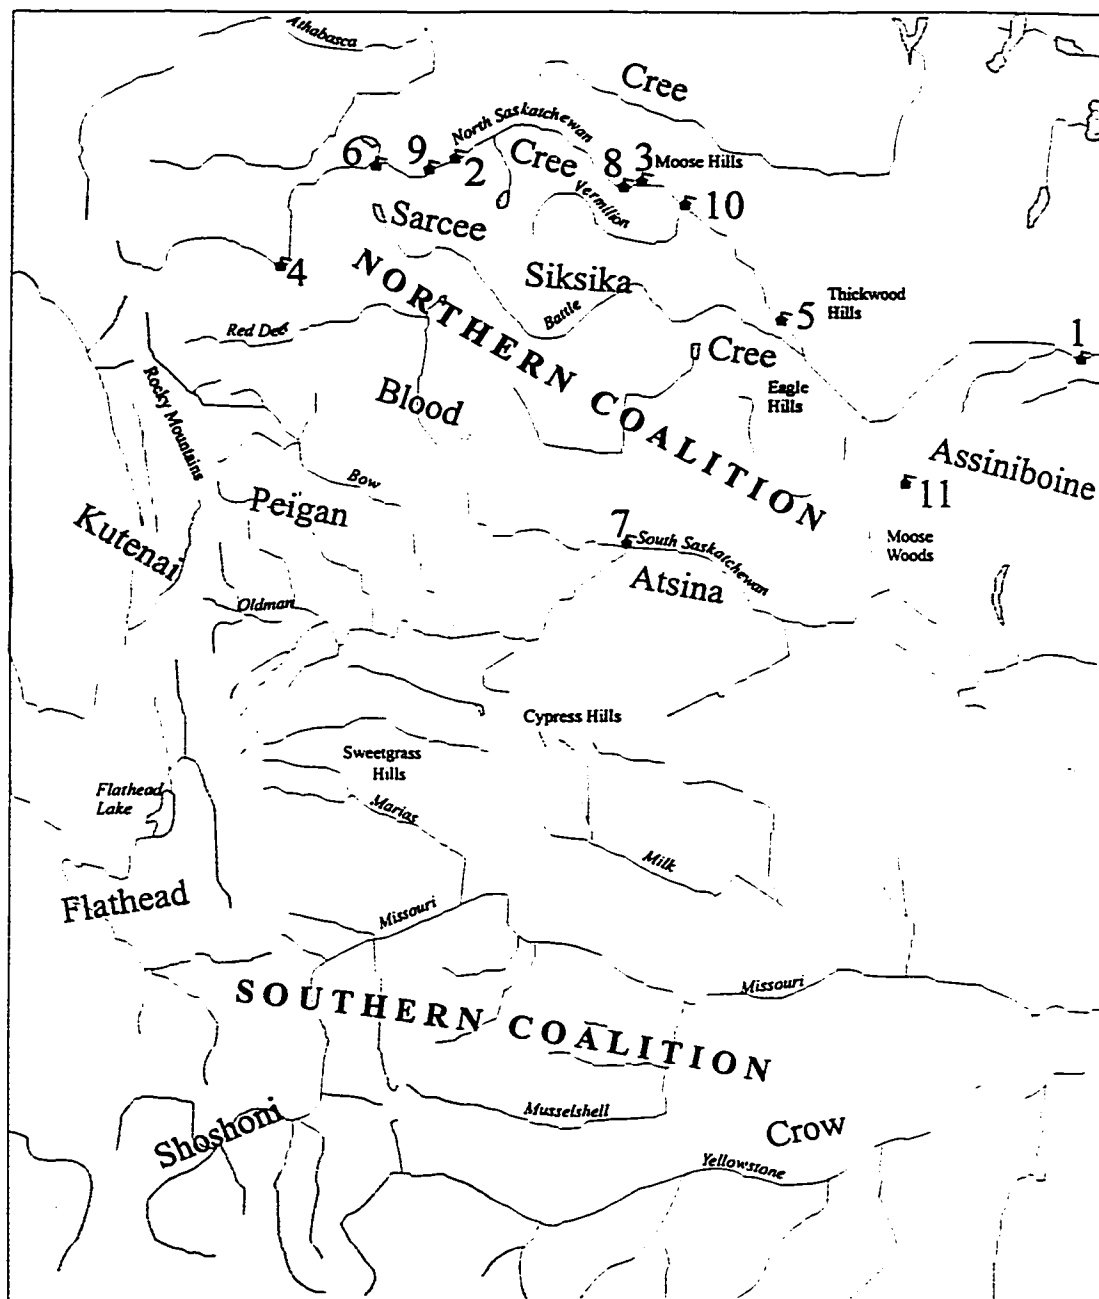 Athabasca
Cree
North Saskatchewan
6
9
2
Cree
8
3
Moose Hills
10
Vermilion
Sarcee
4
NORTHERN COALITION
Siksika
Battle
5
Thickwood
Hills
1
Red Dee
Cree
Rocky Mountains
Blood
Eagle
Hills
Assiniboine
Bow
11
Peigan
Kutenai
7
South Saskatchewan
Moose
Woods
Atsina
Oldman
Cypress Hills
Sweetgrass
Hills
Flathead
Lake
Marias
Milk
Flathead
Missouri
Missouri
SOUTHERN COALITION
Musselshell
Shoshoni
Crow
Yellowstone